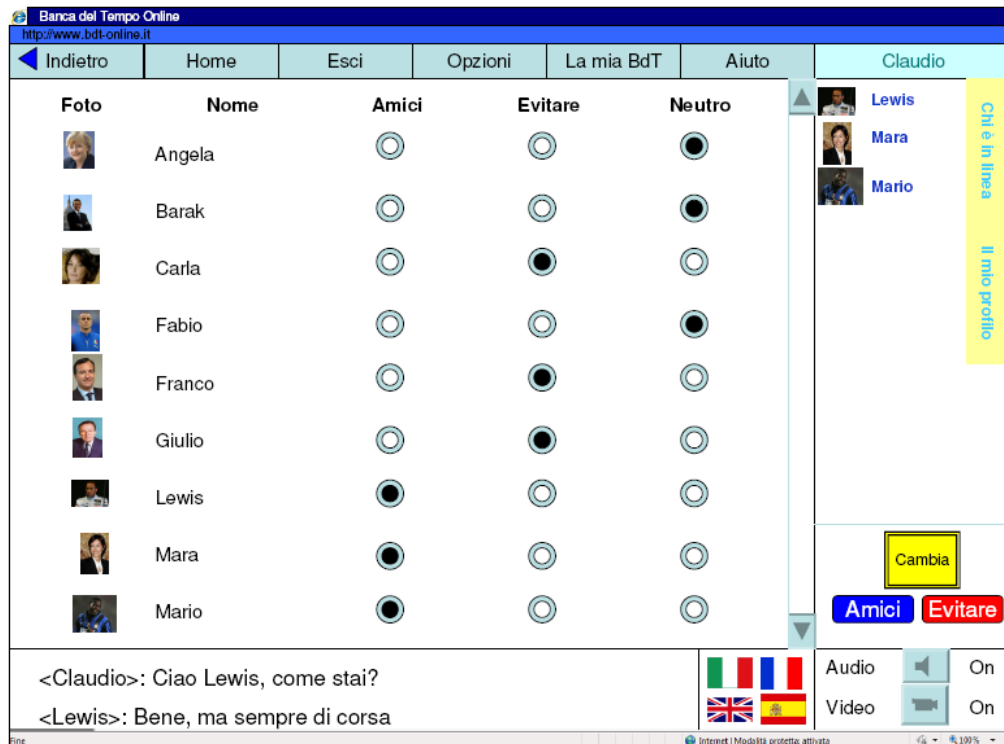 Banca del Tempo Online
http://www.bdt-online.it
Indietro Home Esci Opzioni La mia BdT Aiuto Claudio
Foto Nome Amici Evitare Neutro
Angela
Barak
Carla
Fabio
Franco
Giulio
Lewis
Mara
Mario
Lewis
Mara
Mario
Chi è in linea
Il mio profilo
Cambia
Amici Evitare
<Claudio>: Ciao Lewis, come stai?
<Lewis>: Bene, ma sempre di corsa
Audio On
Video On
Fine Internet | Modalità protetta: attivata 100%